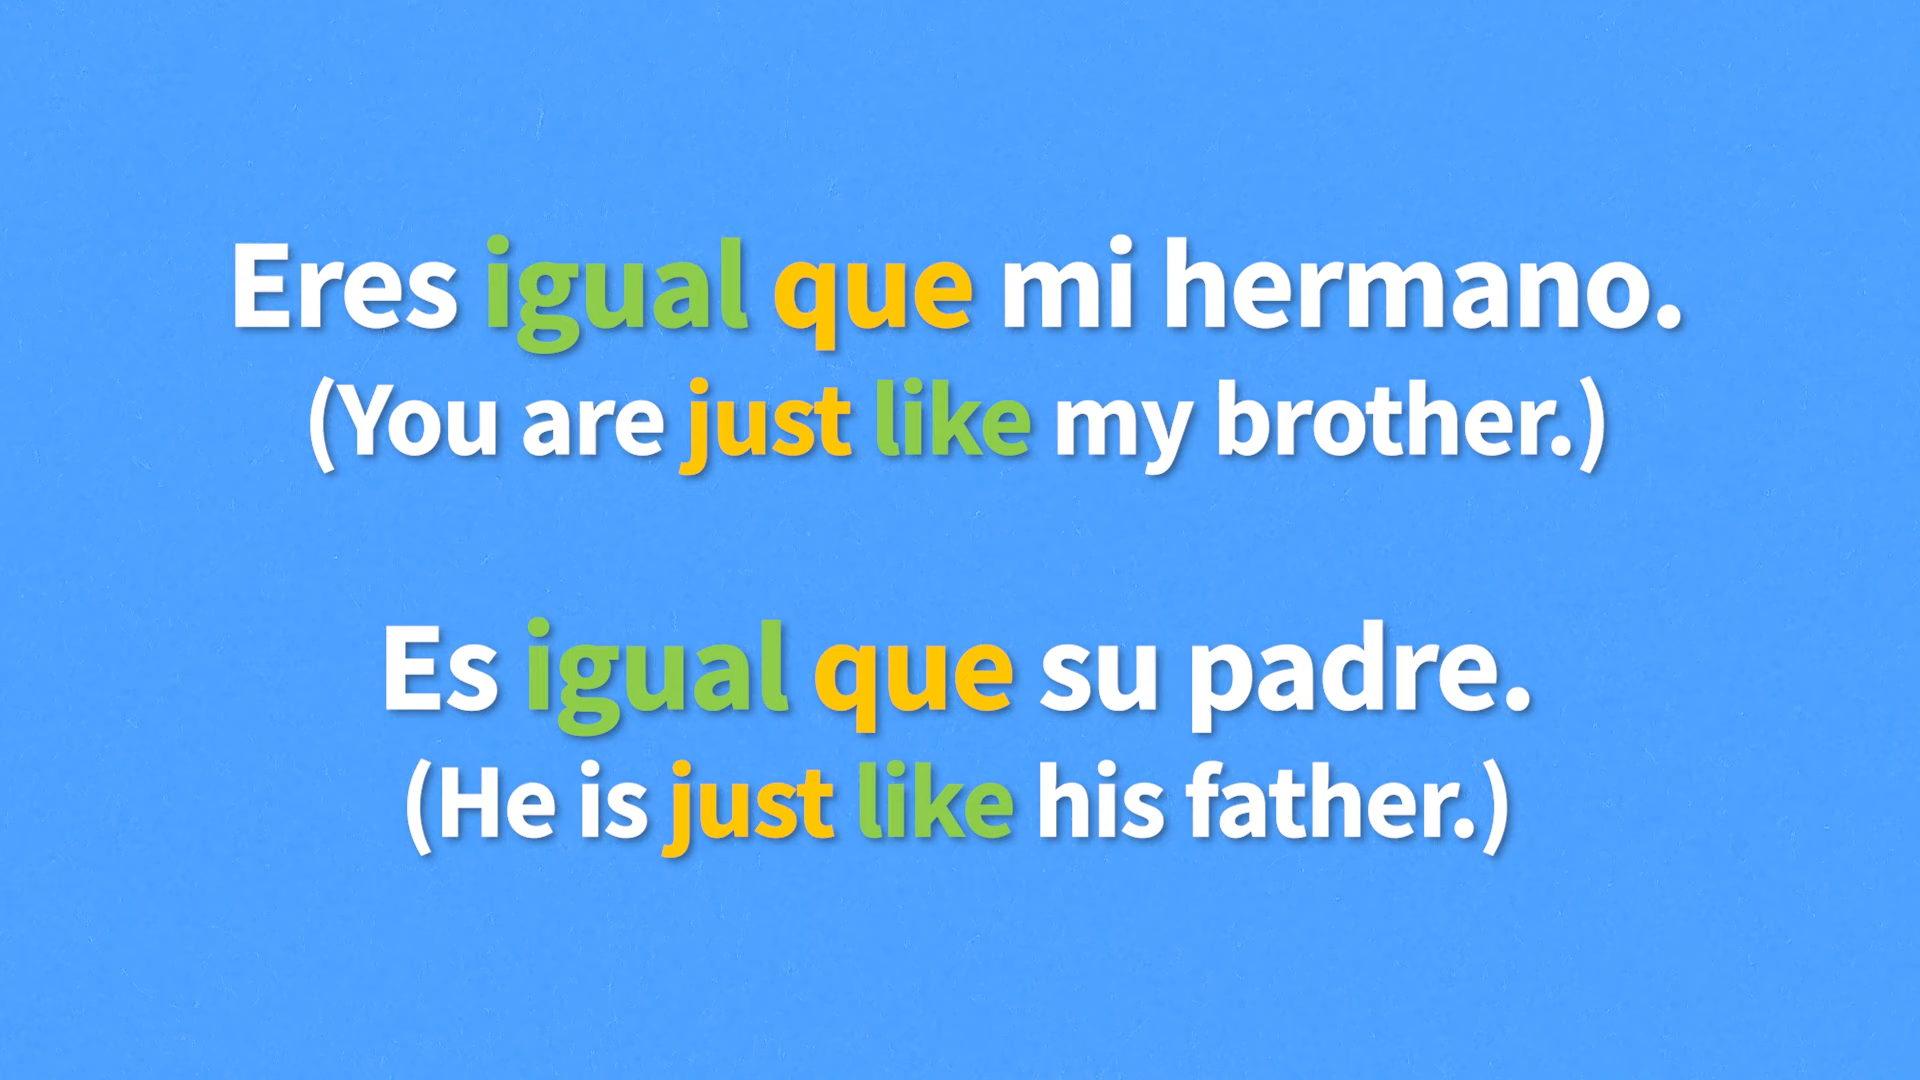 Eres igual que mi hermano.
(You are just like my brother.)
Es igual que su padre.
(He is just like his father.)